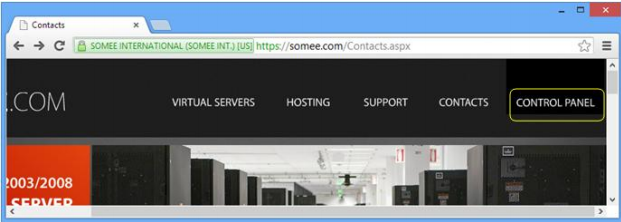 Contacts
SOMEE INTERNATIONAL (SOMEE INT.) [US] https://somee.com/Contacts.aspx
.COM VIRTUAL SERVERS HOSTING SUPPORT CONTACTS CONTROL PANEL
2003/2008
SERVER